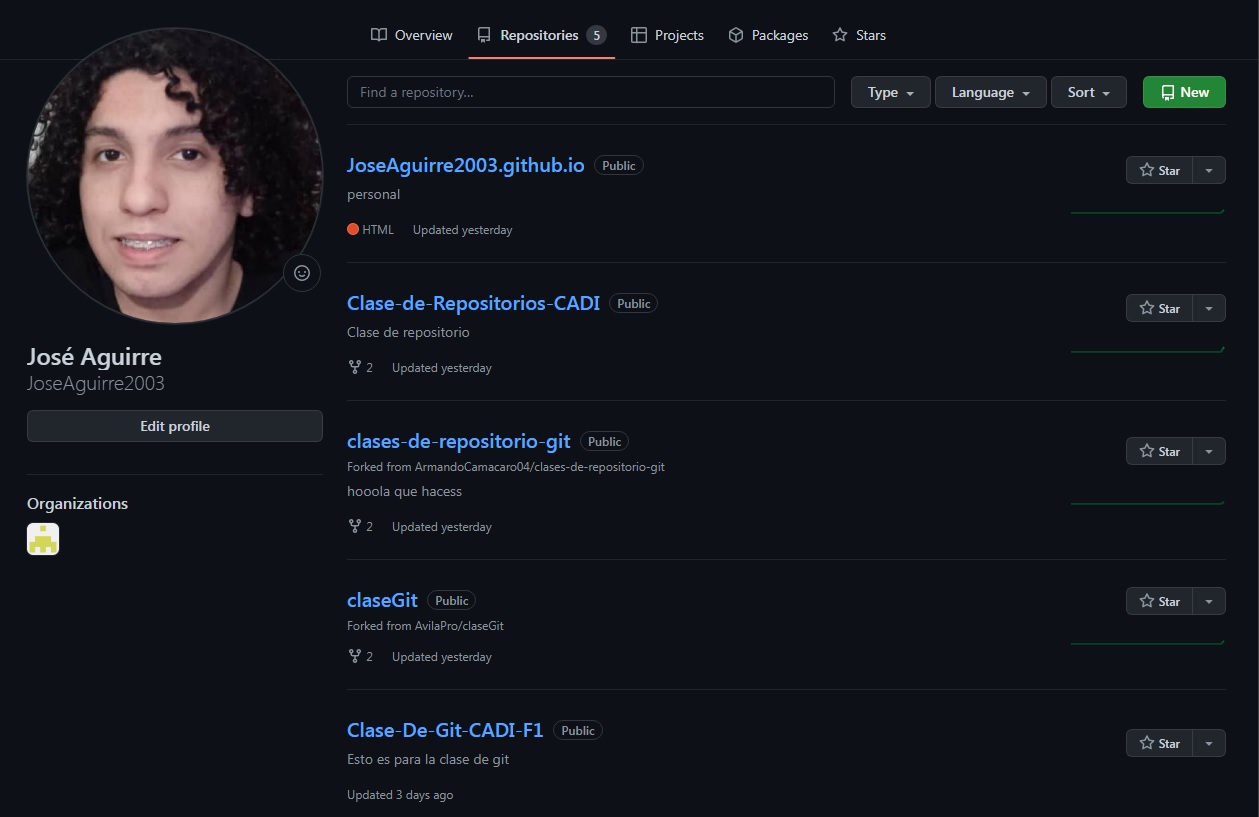 Overview Repositories 5 Projects Packages Stars
Find a repository... Type Language Sort New
JoseAguirre2003.github.io Public Star
personal
HTML Updated yesterday
Clase-de-Repositorios-CADI Public Star
Clase de repositorio
2 Updated yesterday
José Aguirre
JoseAguirre2003
Edit profile
Organizations
clases-de-repositorio-git Public Star
Forked from ArmandoCamacaro04/clases-de-repositorio-git
hooola que hacess
2 Updated yesterday
claseGit Public Star
Forked from AvilaPro/claseGit
2 Updated yesterday
Clase-De-Git-CADI-F1 Public Star
Esto es para la clase de git
Updated 3 days ago